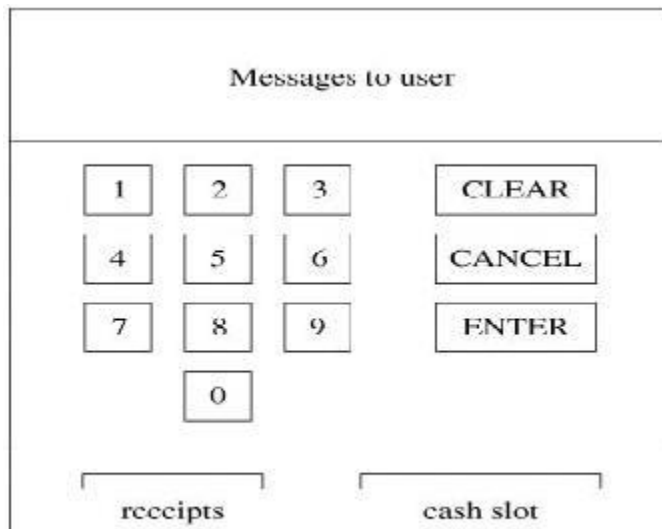 Messages to user
1 2 3 CLEAR
4 5 6 CANCEL
7 8 9 ENTER
0
receipts cash slot